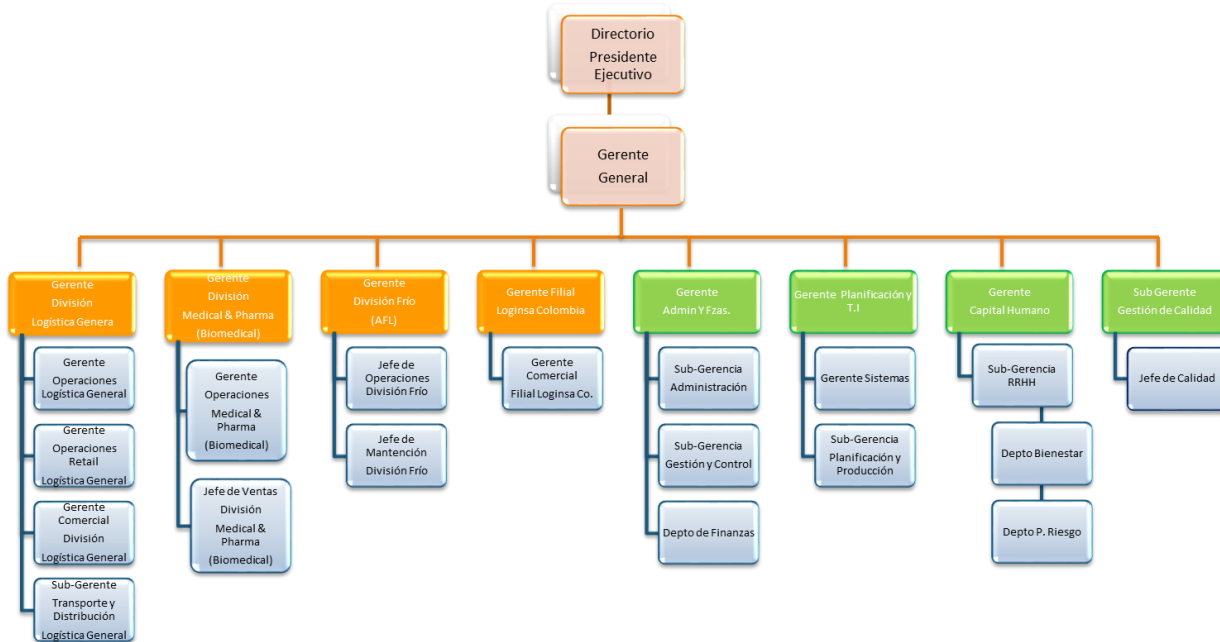 Directorio
Presidente
Ejecutivo
Gerente
General
Gerente
División
Logística Genera
Gerente
División
Medical & Pharma
(Biomedical)
Gerente
División Frío
(AFL)
Gerente Filial
Loginsa Colombia
Gerente
Admin Y Fzas.
Gerente Planificación y
T.I
Gerente
Capital Humano
Sub Gerente
Gestión de Calidad
Gerente
Operaciones
Logística General
Gerente
Operaciones
Retail
Logística General
Gerente
Comercial
División
Logística General
Sub-Gerente
Transporte y
Distribución
Logística General
Gerente
Operaciones
Medical &
Pharma
(Biomedical)
Jefe de Ventas
División
Medical &
Pharma
(Biomedical)
Jefe de
Operaciones
División Frío
Jefe de
Mantención
División Frío
Gerente
Comercial
Filial Loginsa Co.
Sub-Gerencia
Administración
Sub-Gerencia
Gestión y Control
Depto de Finanzas
Gerente Sistemas
Sub-Gerencia
Planificación y
Producción
Sub-Gerencia
RRHH
Depto Bienestar
Depto P. Riesgo
Jefe de Calidad